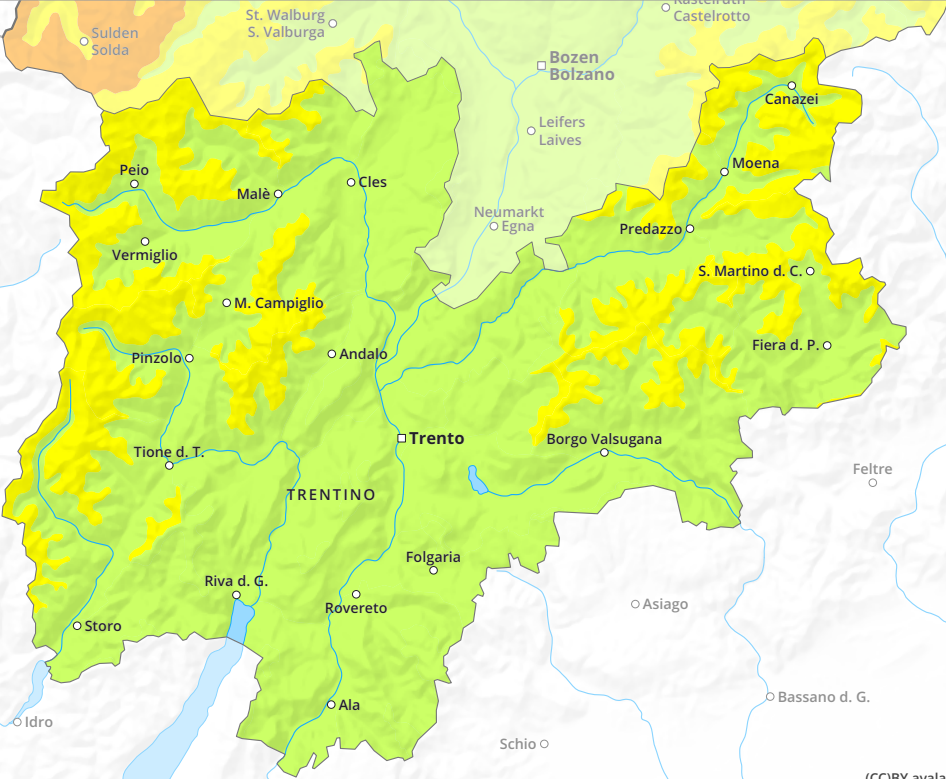 Kastelruth
Castelrotto
St. Walburg
S. Valburga
Sulden
Solda
Bozen
Bolzano
Canazei
Leifers
Laives
Moena
Peio
Malè
Cles
Neumarkt
Egna
Predazzo
Vermiglio
S. Martino d. C.
M. Campiglio
Fiera d. P.
Andalo
Pinzolo
Trento
Borgo Valsugana
Tione d. T.
Feltre
TRENTINO
Folgaria
Riva d. G.
Rovereto
Asiago
Storo
Bassano d. G.
Ala
Idro
Schio
(CC)BY avala